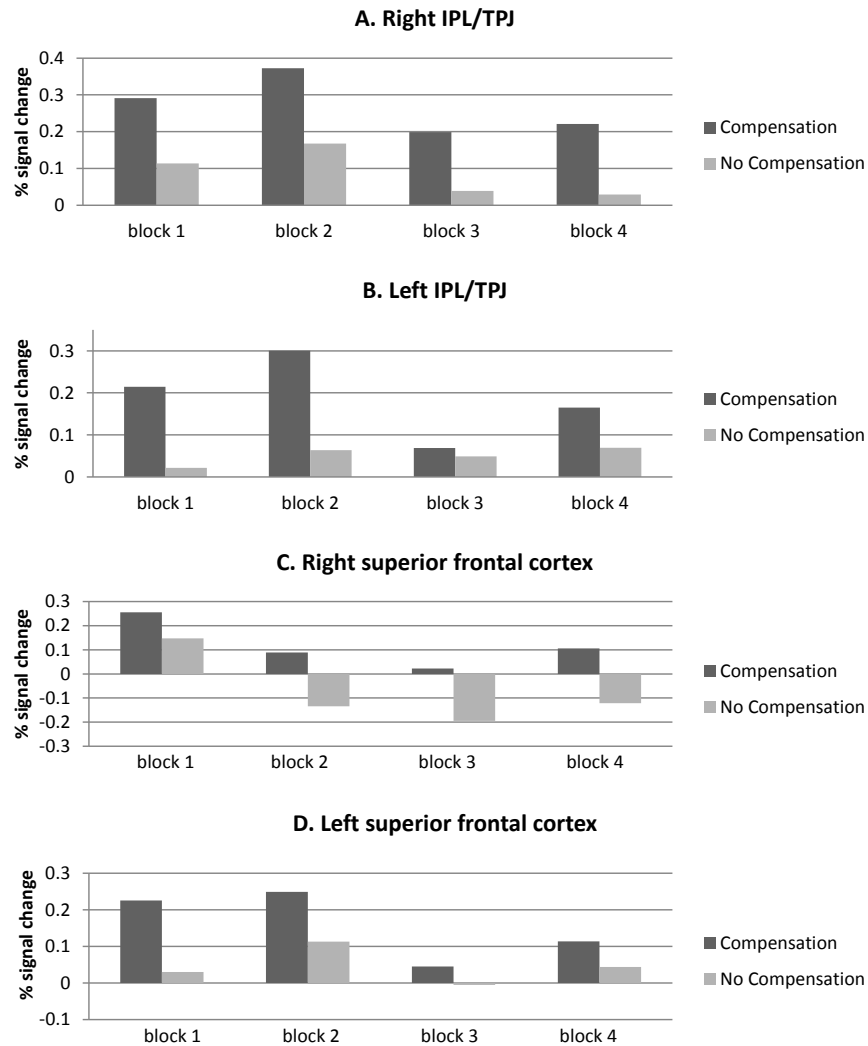 A. Right IPL/TPJ
% signal change
0.4
0.3
0.2
0.1
0
block 1 block 2 block 3 block 4
Compensation
No Compensation
B. Left IPL/TPJ
% signal change
0.3
0.2
0.1
0
block 1 block 2 block 3 block 4
Compensation
No Compensation
C. Right superior frontal cortex
% signal change
0.3
0.2
0.1
0
-0.1
-0.2
-0.3
block 1 block 2 block 3 block 4
Compensation
No Compensation
D. Left superior frontal cortex
% signal change
0.3
0.2
0.1
0
-0.1
block 1 block 2 block 3 block 4
Compensation
No Compensation